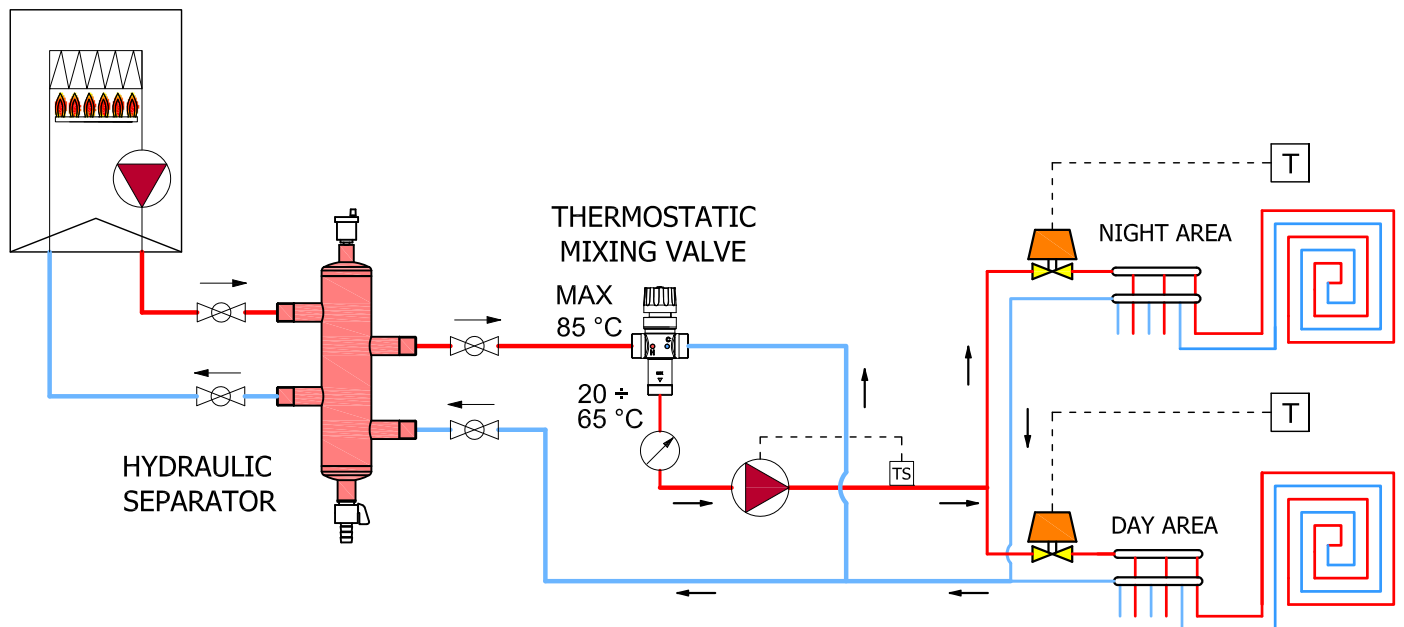 THERMOSTATIC
MIXING VALVE
MAX
85 °C
H
C
20 ÷
65 °C
HYDRAULIC
SEPARATOR
TS
T
NIGHT AREA
T
DAY AREA